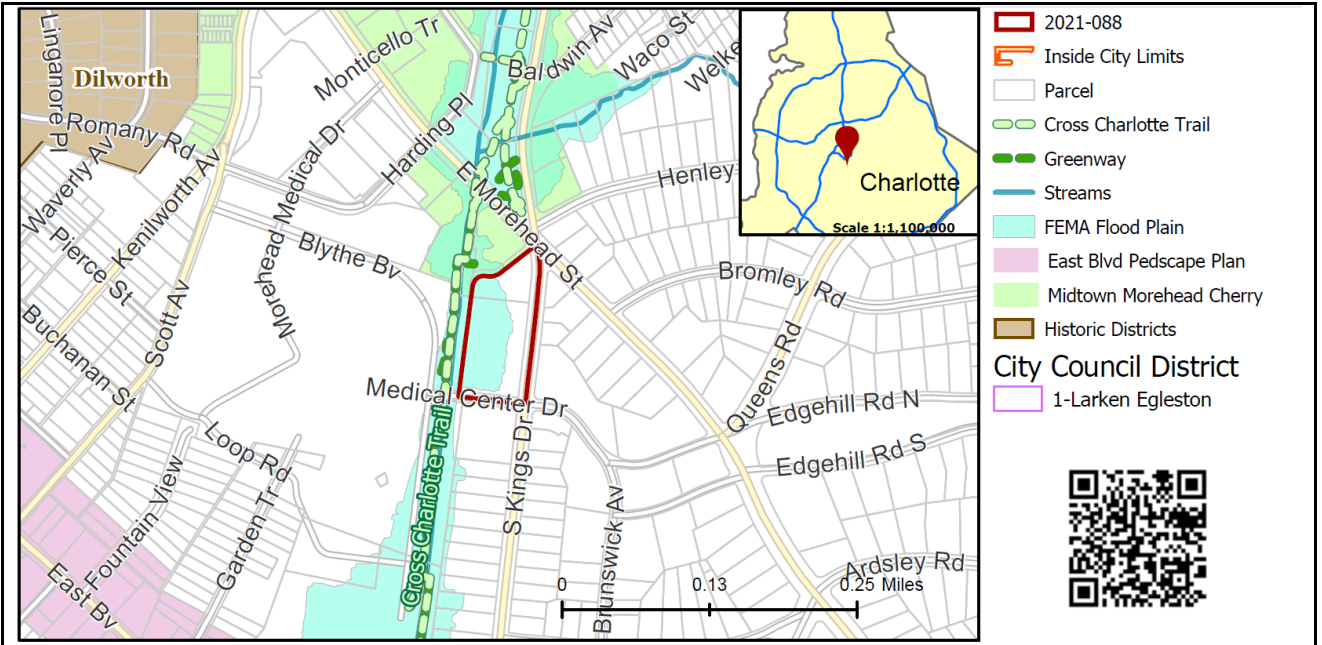 Linganore Pl
Dilworth
Romany Rd
Waverly Av
Pierce St
Kenilworth Av
Buchanan St
Scott Av
Monticello Tr
Morehead-Medical-Dr
Harding Pl
Blythe Bv
Baldwin Av
Waco St
Welke
E Morehead St
Henley
Bromley Rd
Queens Rd
Medical Center Dr
Edgehill Rd N
Edgehill Rd S
Loop Rd
Garden Tr
Fountain View
East Bv
Cross Charlotte Trail
S Kings Dr
Brunswick Av
Ardsley Rd
0 0.13 0.25 Miles
Charlotte
Scale 1:1,100,000
2021-088
Inside City Limits
Parcel
Cross Charlotte Trail
Greenway
Streams
FEMA Flood Plain
East Blvd Pedscape Plan
Midtown Morehead Cherry
Historic Districts
City Council District
1-Larken Egleston